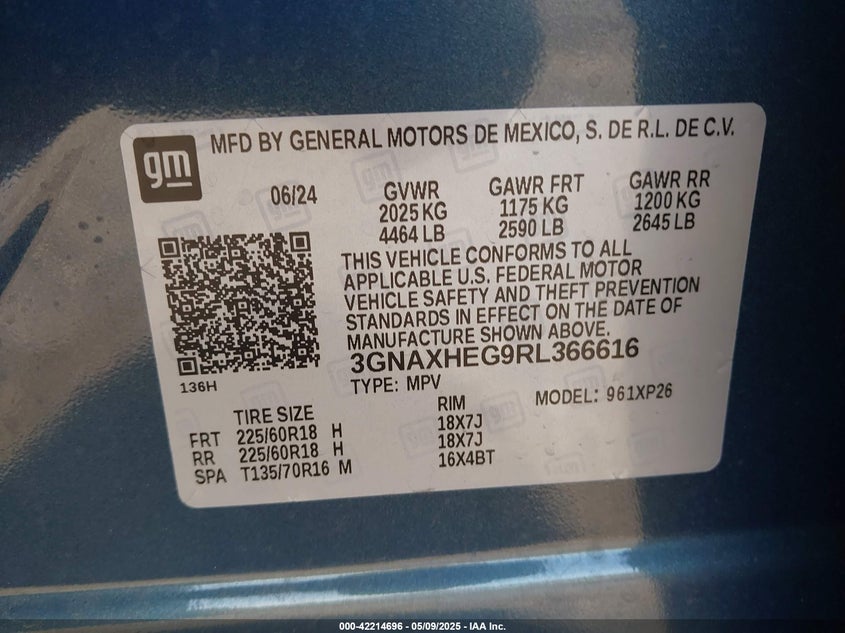 gm
MFD BY GENERAL MOTORS DE MEXICO, S. DE R.L. DE C.V.
06/24
GVWR GAWR FRT GAWR RR
2025 KG 1175 KG 1200 KG
4464 LB 2590 LB 2645 LB
THIS VEHICLE CONFORMS TO ALL
APPLICABLE U.S. FEDERAL MOTOR
VEHICLE SAFETY AND THEFT PREVENTION
STANDARDS IN EFFECT ON THE DATE OF
MANUFACTURE SHOWN ABOVE.
3GNAXHEG9RL366616
136H
TYPE: MPV MODEL: 961XP26
TIRE SIZE RIM
FRT 225/60R18 H 18X7J
RR 225/60R18 H 18X7J
SPA T135/70R16 M 16X4BT
000-42214696 - 05/09/2025 - IAA Inc.